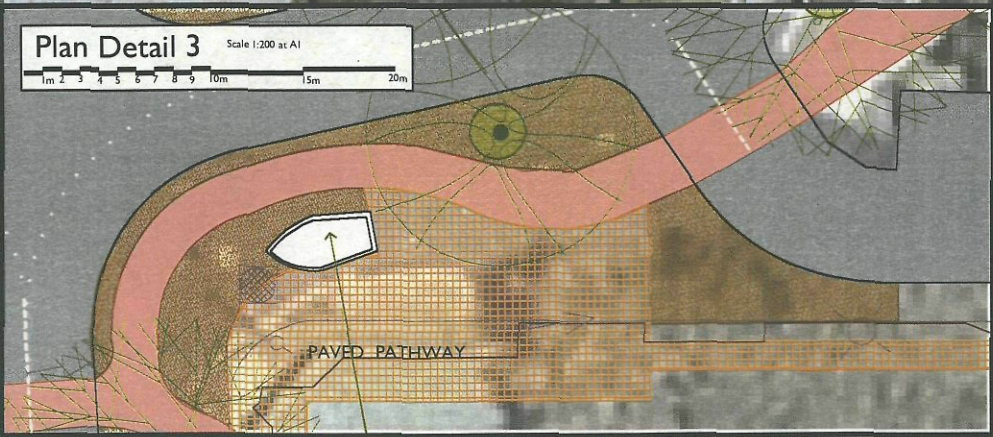 Plan Detail 3 Scale 1:200 at A1
1m 2 3 4 5 6 7 8 9 10m 15m 20m
PAVED PATHWAY